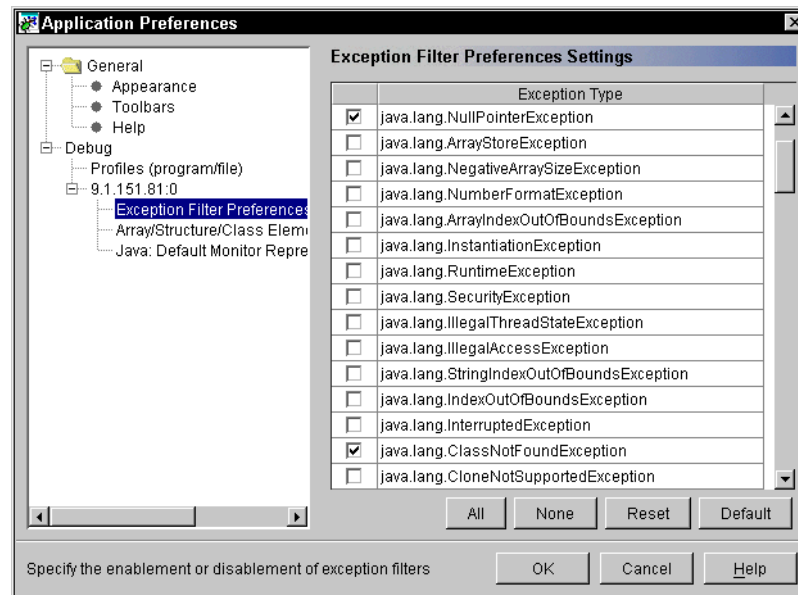 Application Preferences
General
Appearance
Toolbars
Help
Debug
Profiles (program/file)
9.1.151.81:0
Exception Filter Preferences
Array/Structure/Class Elem
Java: Default Monitor Repre
Exception Filter Preferences Settings
Exception Type
java.lang.NullPointerException
java.lang.ArrayStoreException
java.lang.NegativeArraySizeException
java.lang.NumberFormatException
java.lang.ArrayIndexOutOfBoundsException
java.lang.InstantiationException
java.lang.RuntimeException
java.lang.SecurityException
java.lang.IllegalThreadStateException
java.lang.IllegalAccessException
java.lang.StringIndexOutOfBoundsException
java.lang.IndexOutOfBoundsException
java.lang.InterruptedException
java.lang.ClassNotFoundException
java.lang.CloneNotSupportedException
All None Reset Default
Specify the enablement or disablement of exception filters
OK Cancel Help